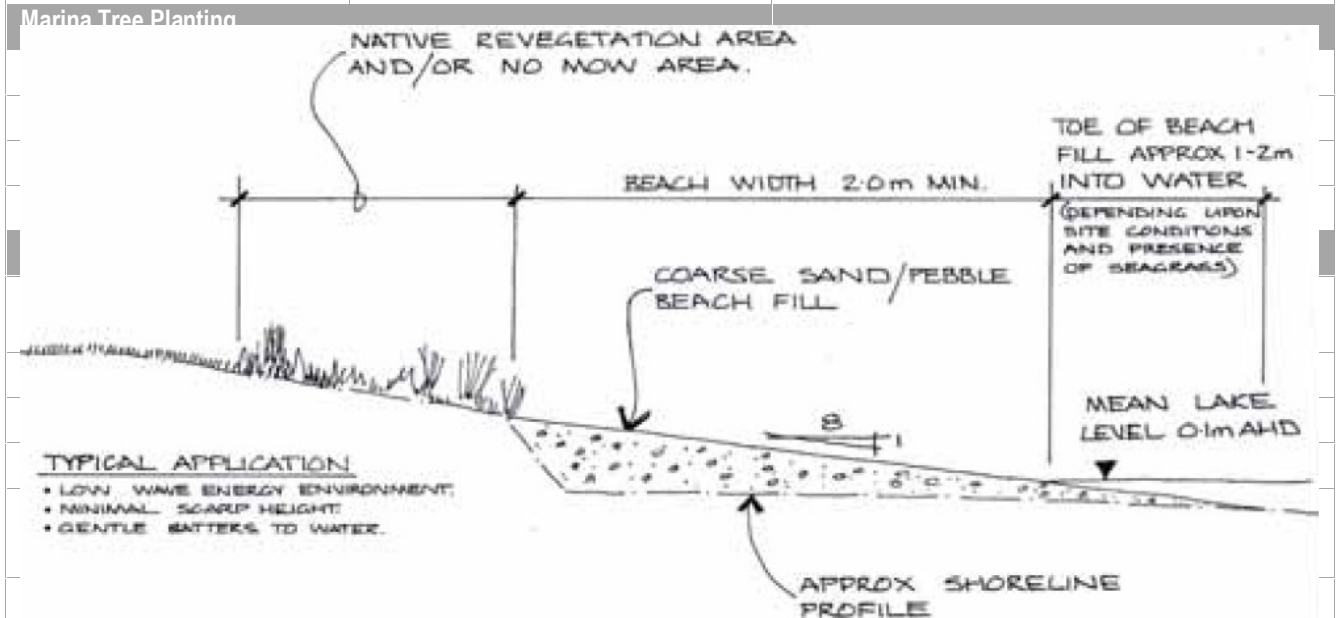 Marina Tree Planting
NATIVE REVEGETATION AREA
AND/OR NO MOW AREA.
TOE OF BEACH
FILL APPROX 1-2m
INTO WATER
(DEPENDING UPON
SITE CONDITIONS
AND PRESENCE
OF SEAGRASS)
BEACH WIDTH 2.0m MIN.
COARSE SAND/PEBBLE
BEACH FILL
8
1
MEAN LAKE
LEVEL 0.1m AHD
TYPICAL APPLICATION
• LOW WAVE ENERGY ENVIRONMENT.
• MINIMAL SCARP HEIGHT.
• GENTLE BATTERS TO WATER.
APPROX SHORELINE
PROFILE